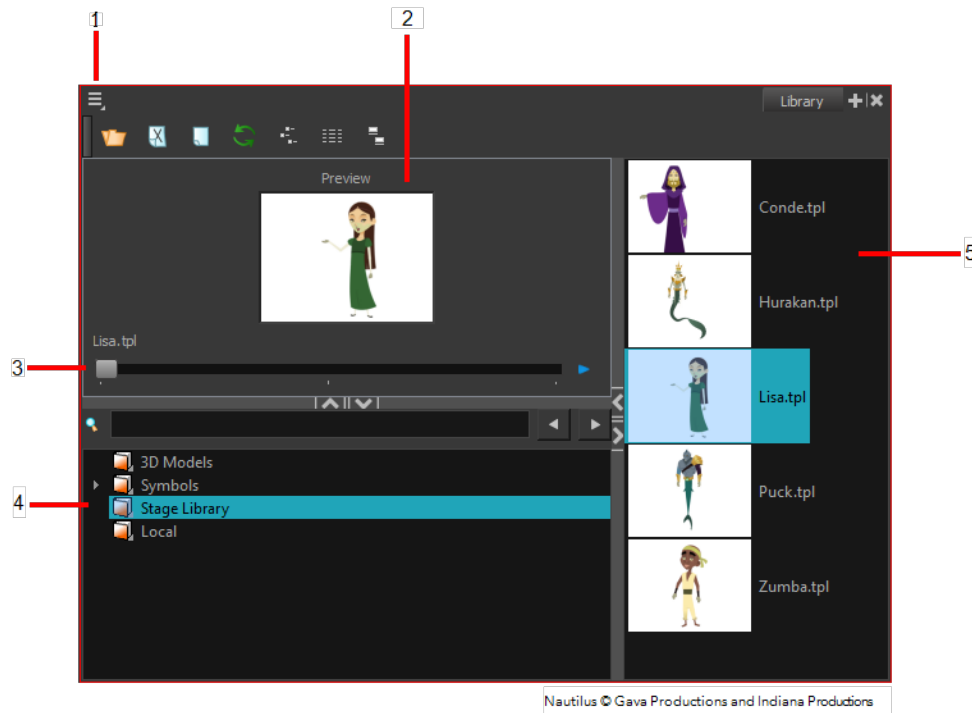 1
2
Library
Preview
Conde.tpl
Hurakan.tpl
5
Lisa.tpl
3
Lisa.tpl
3D Models
Symbols
4
Stage Library
Local
Puck.tpl
Zumba.tpl
Nautilus © Gava Productions and Indiana Productions